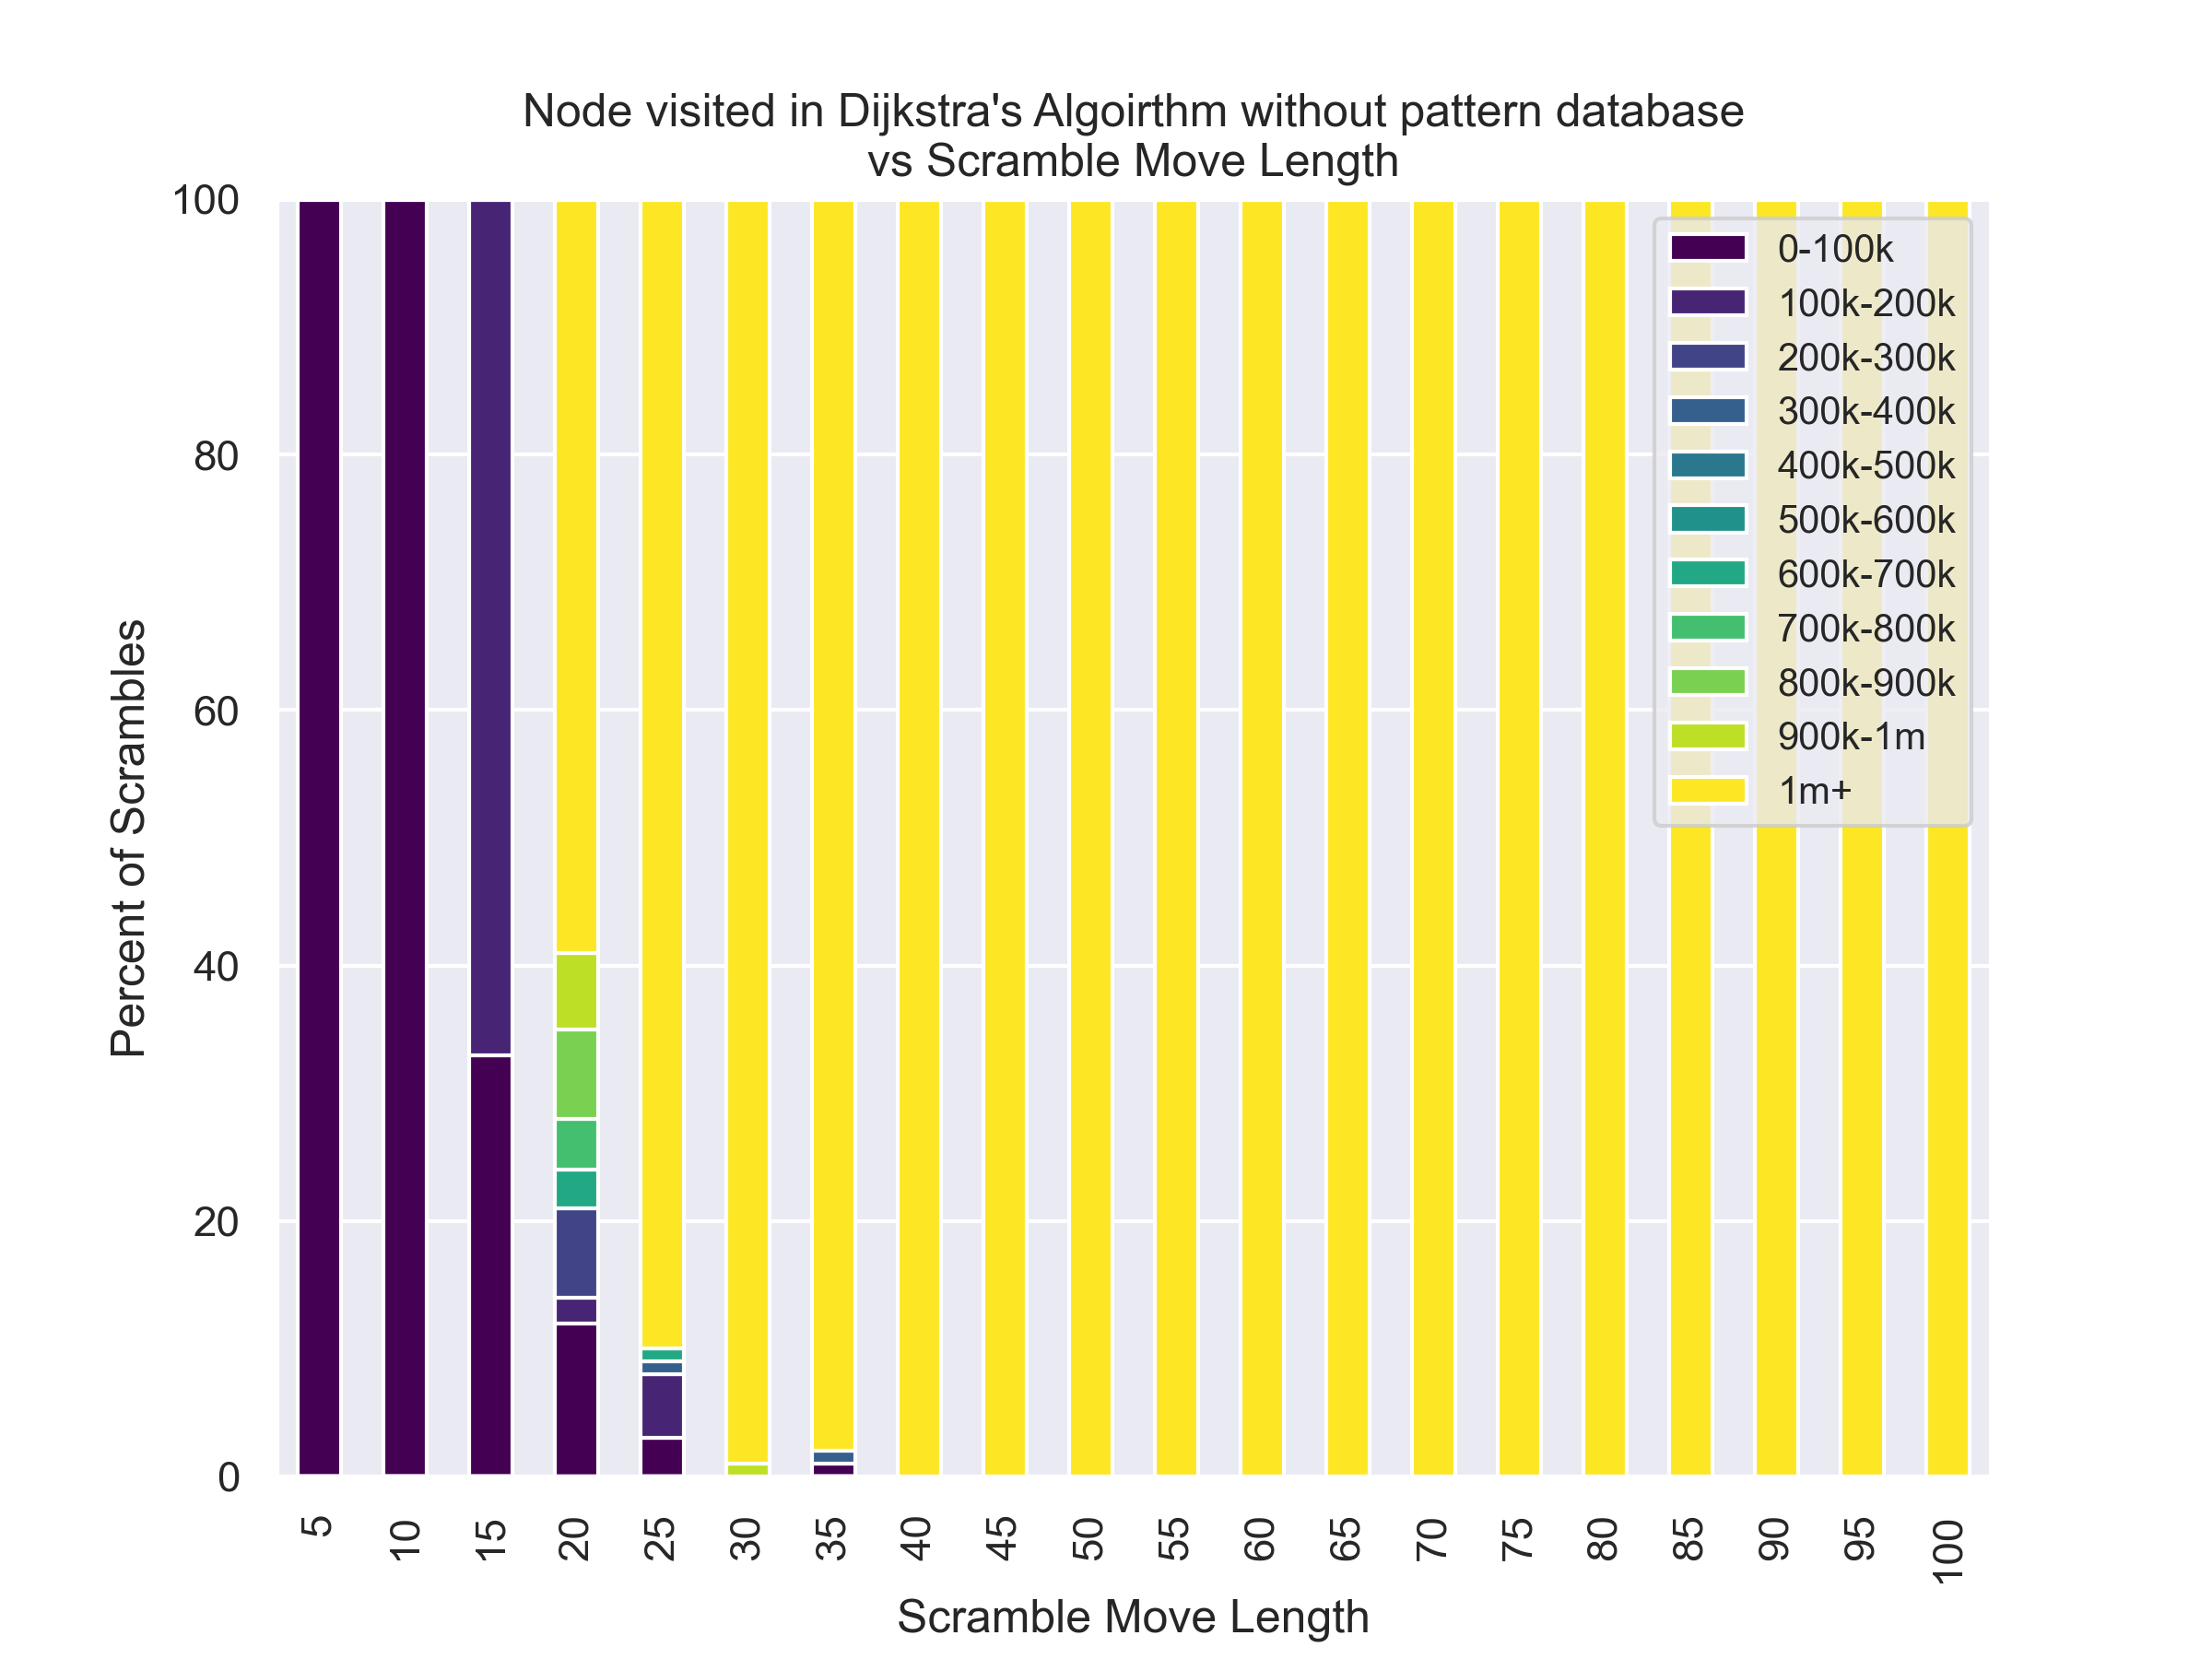 Node visited in Dijkstra's Algoirthm without pattern database
vs Scramble Move Length
100
80
60
40
20
0
Percent of Scrambles
0-100k
100k-200k
200k-300k
300k-400k
400k-500k
500k-600k
600k-700k
700k-800k
800k-900k
900k-1m
1m+
5 10 15 20 25 30 35 40 45 50 55 60 65 70 75 80 85 90 95 100
Scramble Move Length